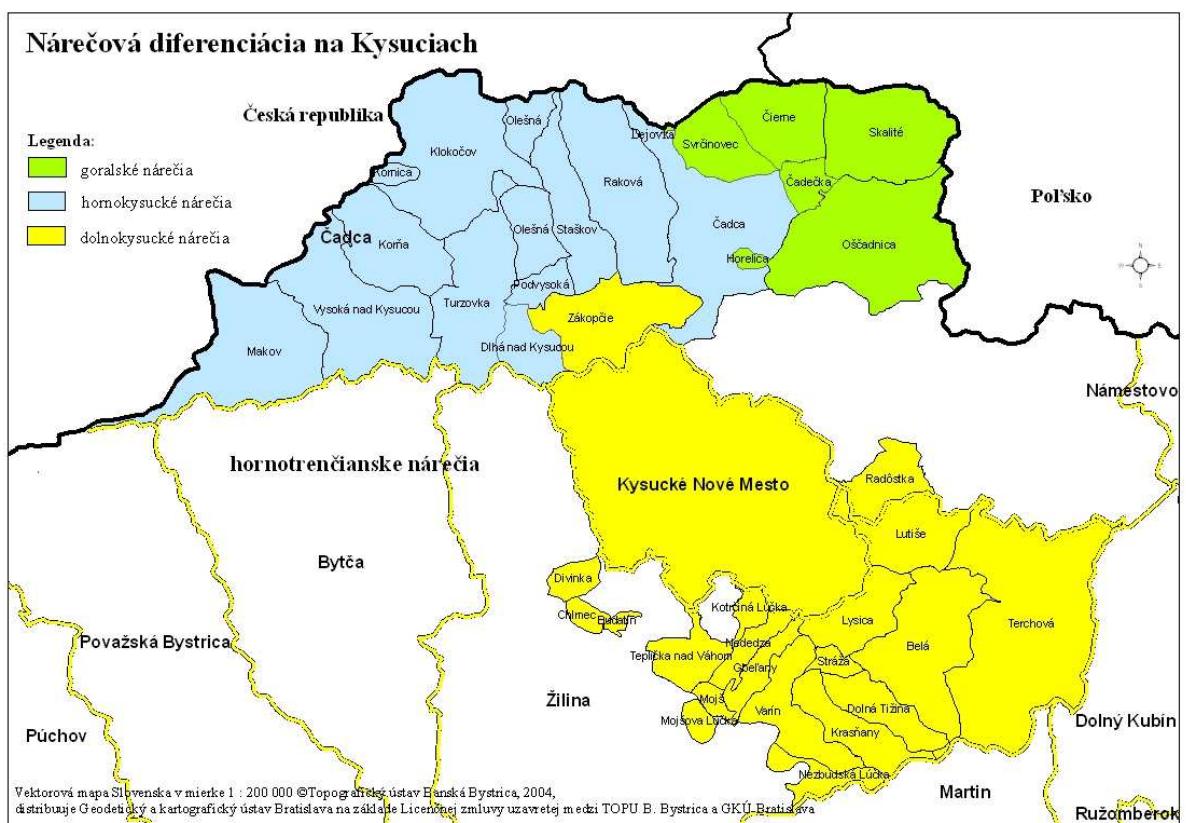 Nárečová diferenciácia na Kysuciach
Česká republika
Legenda:
goralské nárečia
hornokysucké nárečia
dolnokysucké nárečia
Poľsko
Olešná
Klokočov
Kornica
Dejovka
Svrčinovec
Čierne
Skalité
Raková
Čadečka
Čadca
Korňa
Olešná
Staškov
Čadca
Horelica
Oščadnica
Podvysoká
Turzovka
Vysoká nad Kysucou
Zákopčie
Makov
Dlhá nad Kysucou
Námestovo
hornotrenčianske nárečia
Kysucké Nové Mesto
Radôstka
Lutiše
Bytča
Divinka
Chlmec
Budatín
Kotrčiná Lúčka
Lysica
Terchová
Považská Bystrica
Nededza
Belá
Teplička nad Váhom
Gbeľany
Stráža
Žilina
Mojš
Varín
Dolná Tižina
Mojšova Lúčka
Dolný Kubín
Púchov
Krasňany
Nezbudská Lúčka
Martin
Ružomberok
N
W
E
S
Vektorová mapa Slovenska v mierke 1 : 200 000 ©Topografický ústav Banská Bystrica, 2004,
distribuuje Geodetický a kartografický ústav Bratislava na základe Licenčnej zmluvy uzavretej medzi TOPU B. Bystrica a GKÚ Bratislava